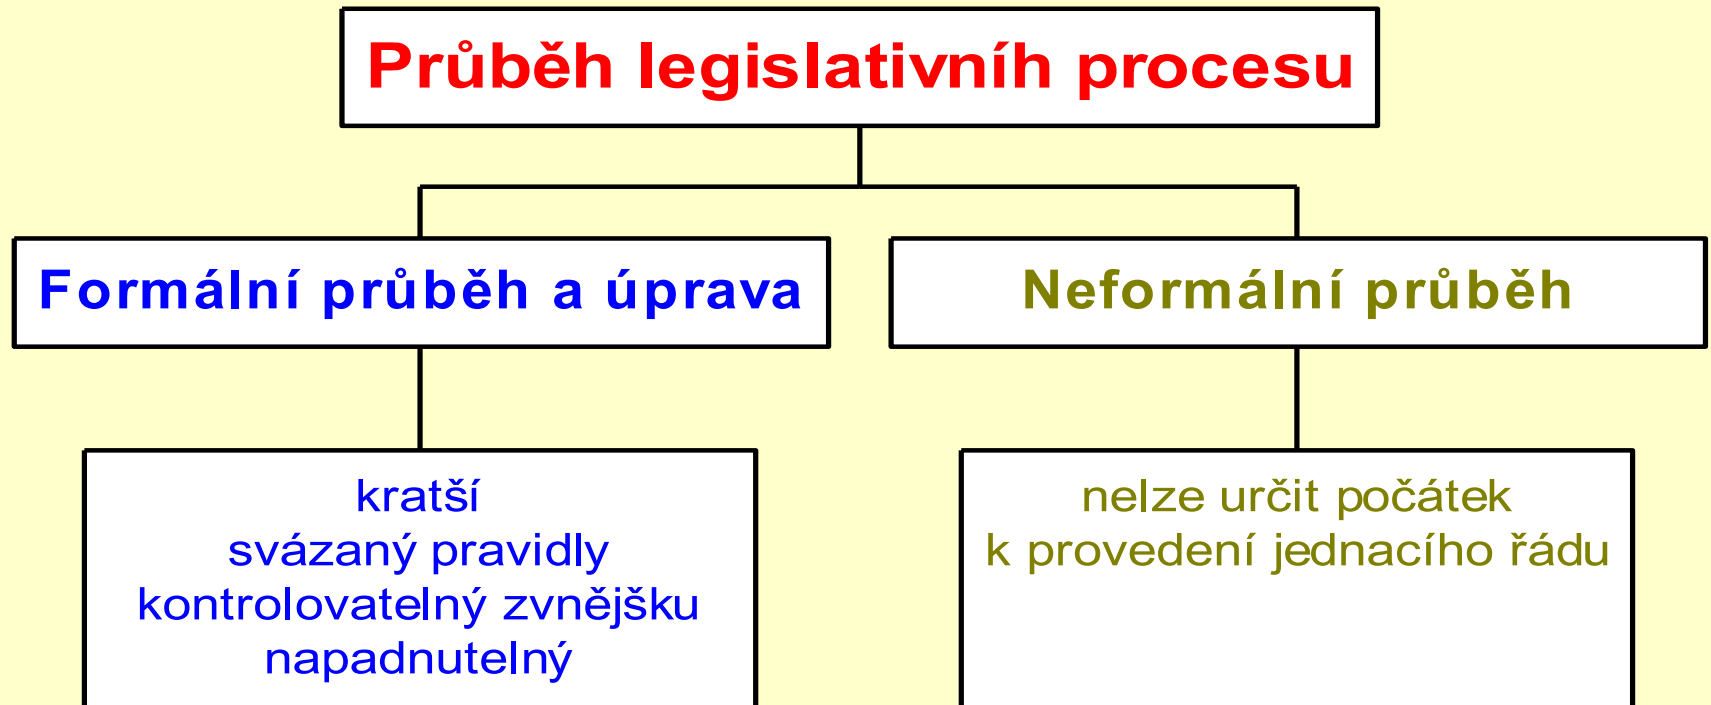 Průběh legislativníh procesu
Formální průběh a úprava
Neformální průběh
kratší
svázaný pravidly
kontrolovatelný zvnějšku
napadnutelný
nelze určit počátek
k provedení jednacího řádu